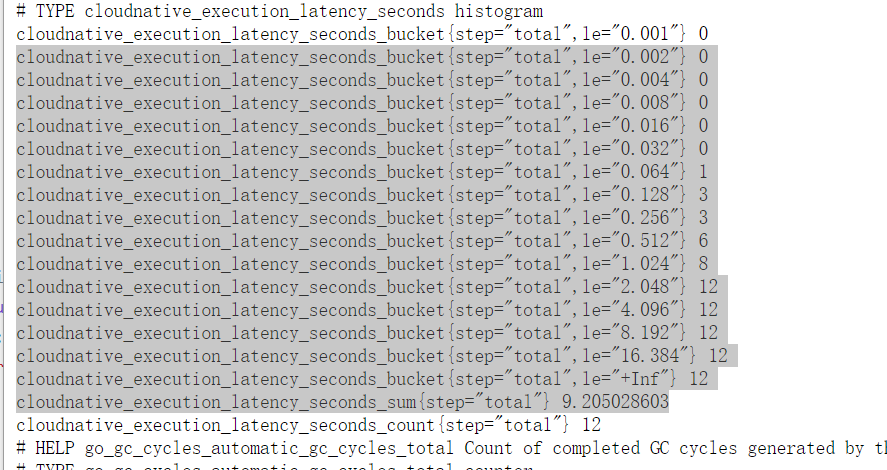 # TYPE cloudnative_execution_latency_seconds histogram
cloudnative_execution_latency_seconds_bucket{step="total",le="0.001"} 0
cloudnative_execution_latency_seconds_bucket{step="total",le="0.002"} 0
cloudnative_execution_latency_seconds_bucket{step="total",le="0.004"} 0
cloudnative_execution_latency_seconds_bucket{step="total",le="0.008"} 0
cloudnative_execution_latency_seconds_bucket{step="total",le="0.016"} 0
cloudnative_execution_latency_seconds_bucket{step="total",le="0.032"} 0
cloudnative_execution_latency_seconds_bucket{step="total",le="0.064"} 1
cloudnative_execution_latency_seconds_bucket{step="total",le="0.128"} 3
cloudnative_execution_latency_seconds_bucket{step="total",le="0.256"} 3
cloudnative_execution_latency_seconds_bucket{step="total",le="0.512"} 6
cloudnative_execution_latency_seconds_bucket{step="total",le="1.024"} 8
cloudnative_execution_latency_seconds_bucket{step="total",le="2.048"} 12
cloudnative_execution_latency_seconds_bucket{step="total",le="4.096"} 12
cloudnative_execution_latency_seconds_bucket{step="total",le="8.192"} 12
cloudnative_execution_latency_seconds_bucket{step="total",le="16.384"} 12
cloudnative_execution_latency_seconds_bucket{step="total",le="+Inf"} 12
cloudnative_execution_latency_seconds_sum{step="total"} 9.205028603
cloudnative_execution_latency_seconds_count{step="total"} 12
# HELP go_gc_cycles_automatic_gc_cycles_total Count of completed GC cycles generated by th
# TYPE go_gc_cycles_automatic_gc_cycles_total counter